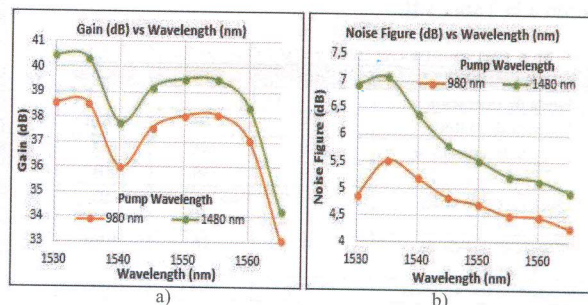 Gain (dB) vs Wavelength (nm)
41
40
39
38
37
36
35
34
33
Gain (dB)
Pump Wavelength
980 nm
1480 nm
1530
1540
1550
1560
Wavelength (nm)
a)
Noise Figure (dB) vs Wavelength (nm)
7,5
7
6,5
6
5,5
5
4,5
4
Noise Figure (dB)
Pump Wavelength
980 nm
1480 nm
1530
1540
1550
1560
Wavelength (nm)
b)